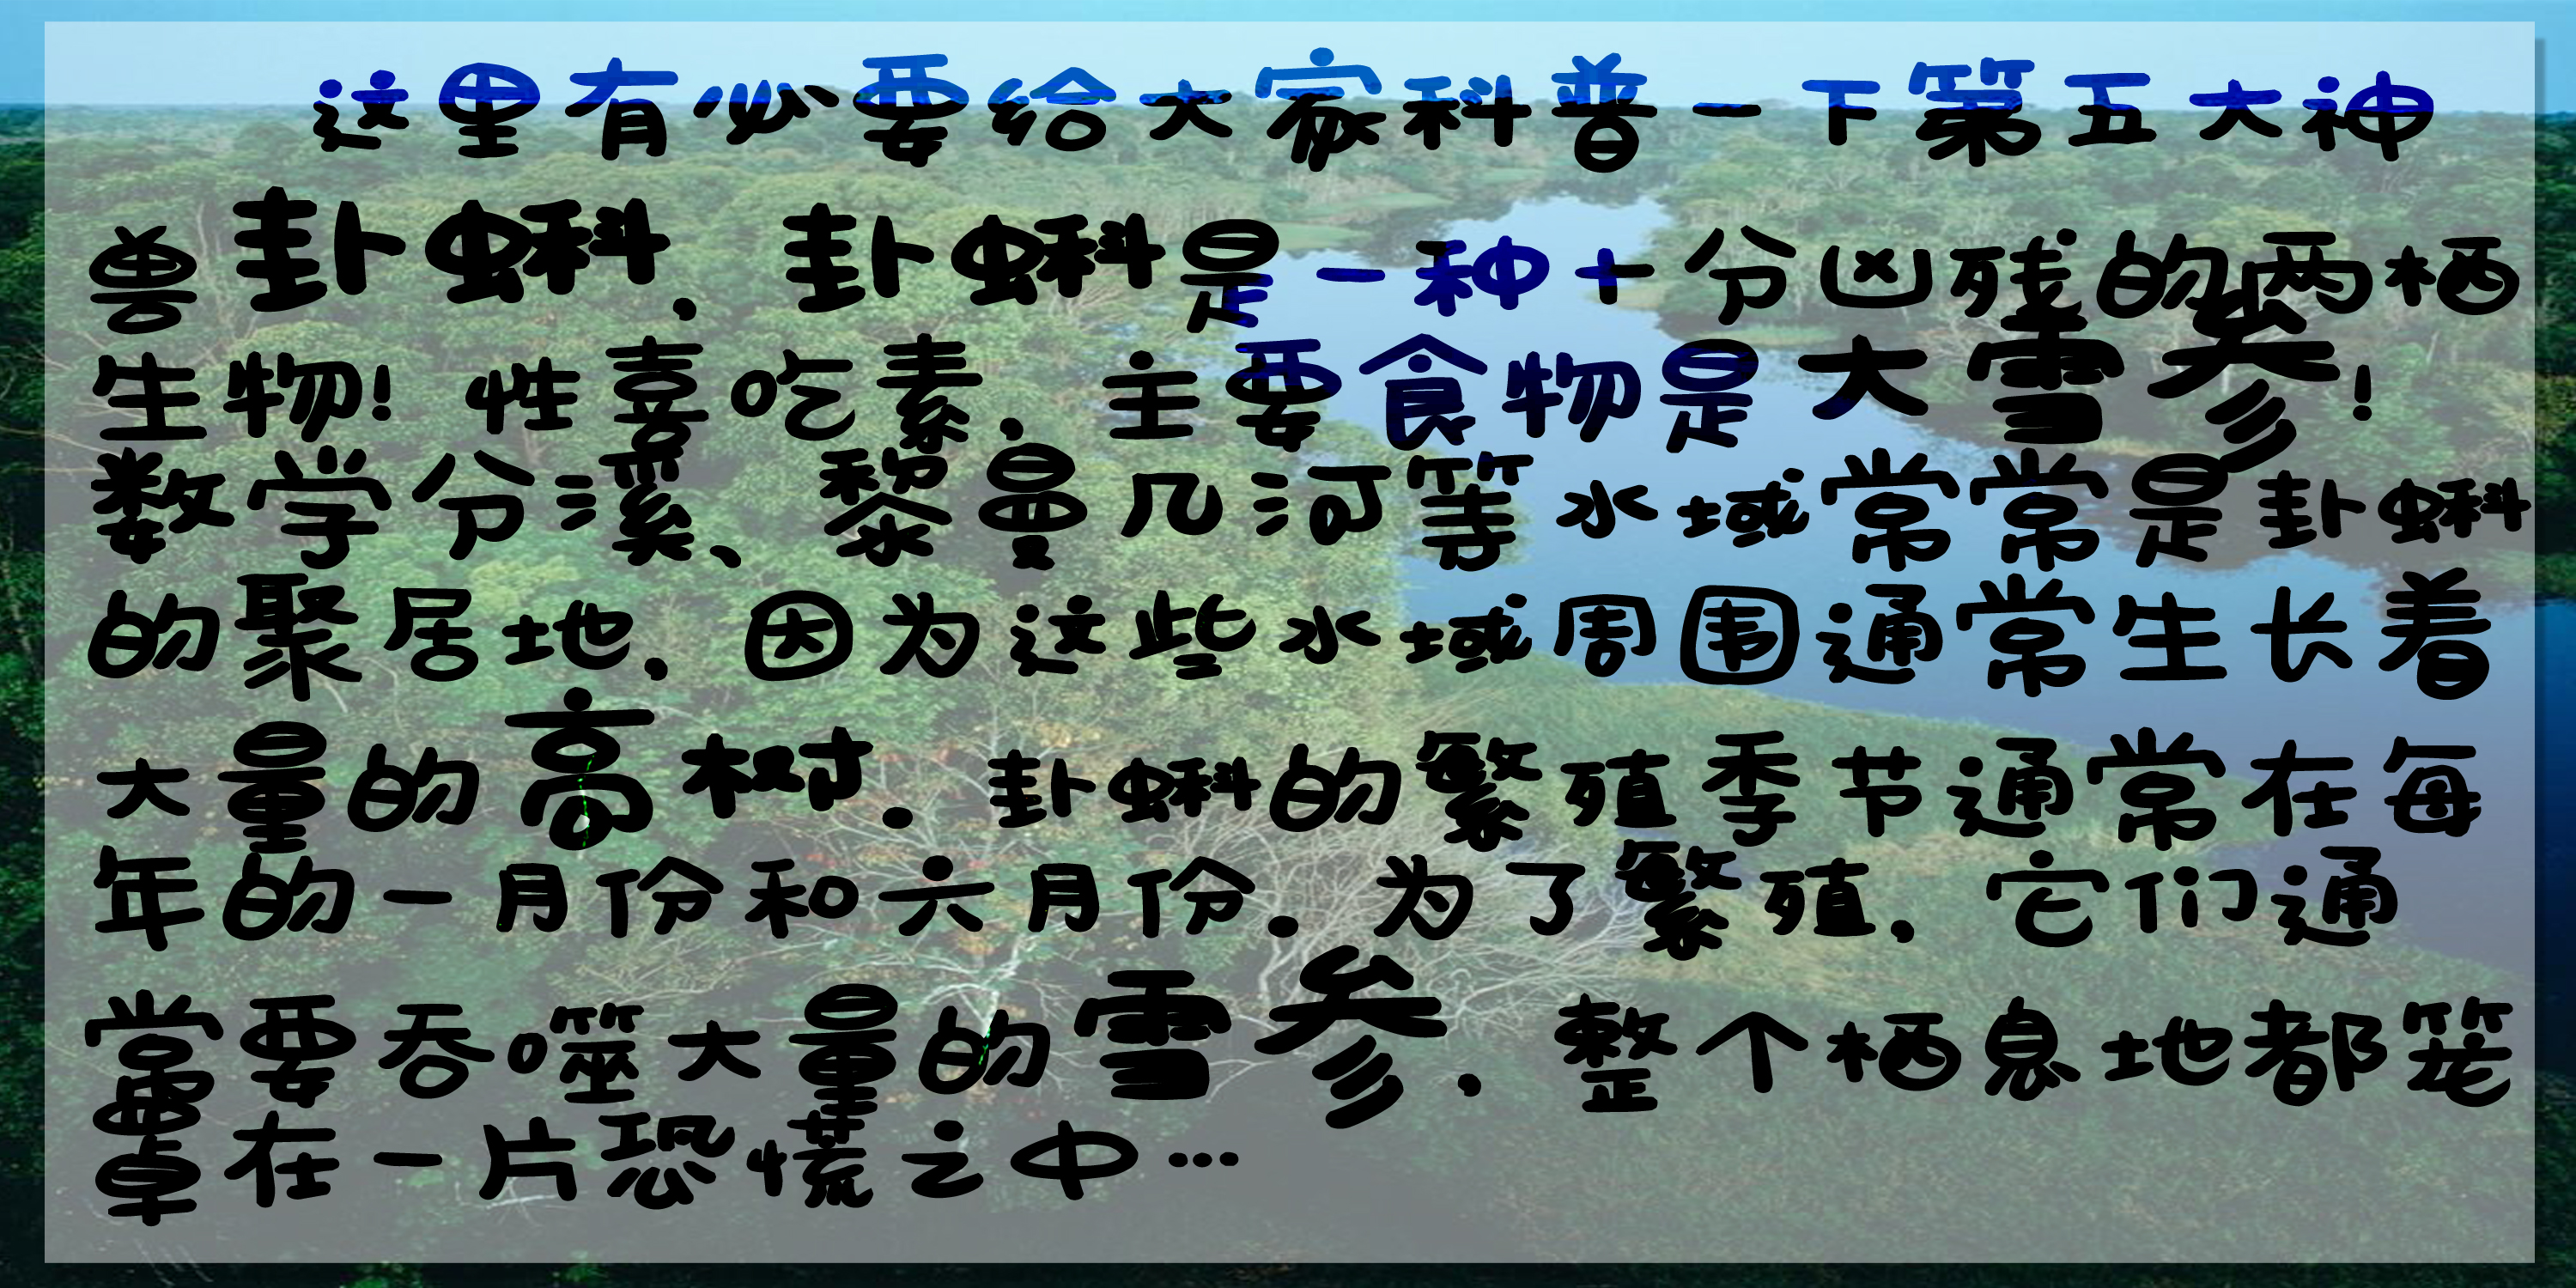 这里有必要给大家科普一下第五大神
兽卦蝌，卦蝌是一种十分凶残的两栖
生物！性喜吃素，主要食物是大雪参！
数学分溪、黎曼几河等水域常常是卦蝌
的聚居地，因为这些水域周围通常生长着
大量的高树。卦蝌的繁殖季节通常在每
年的一月份和六月份。为了繁殖，它们通
常要吞噬大量的雪参，整个栖息地都笼
罩在一片恐慌之中…